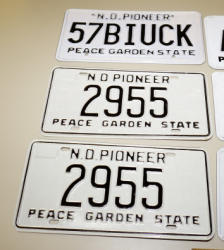 "N.D. PIONEER"
57BIUCK
PEACE GARDEN STATE
N.D. PIONEER
2955
PEACE GARDEN STATE
N.D. PIONEER
2955
PEACE GARDEN STATE